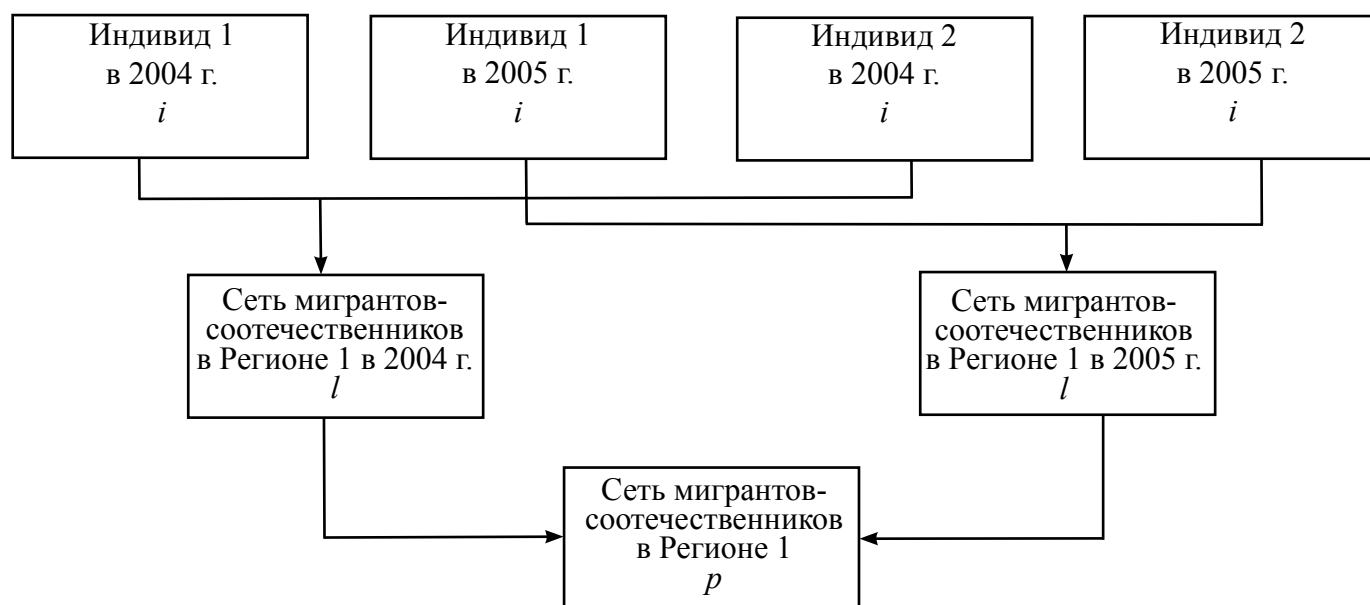 Индивид 1
в 2004 г.
i
Индивид 1
в 2005 г.
i
Индивид 2
в 2004 г.
i
Индивид 2
в 2005 г.
i
Сеть мигрантов-
соотечественников
в Регионе 1 в 2004 г.
l
Сеть мигрантов-
соотечественников
в Регионе 1 в 2005 г.
l
Сеть мигрантов-
соотечественников
в Регионе 1
p